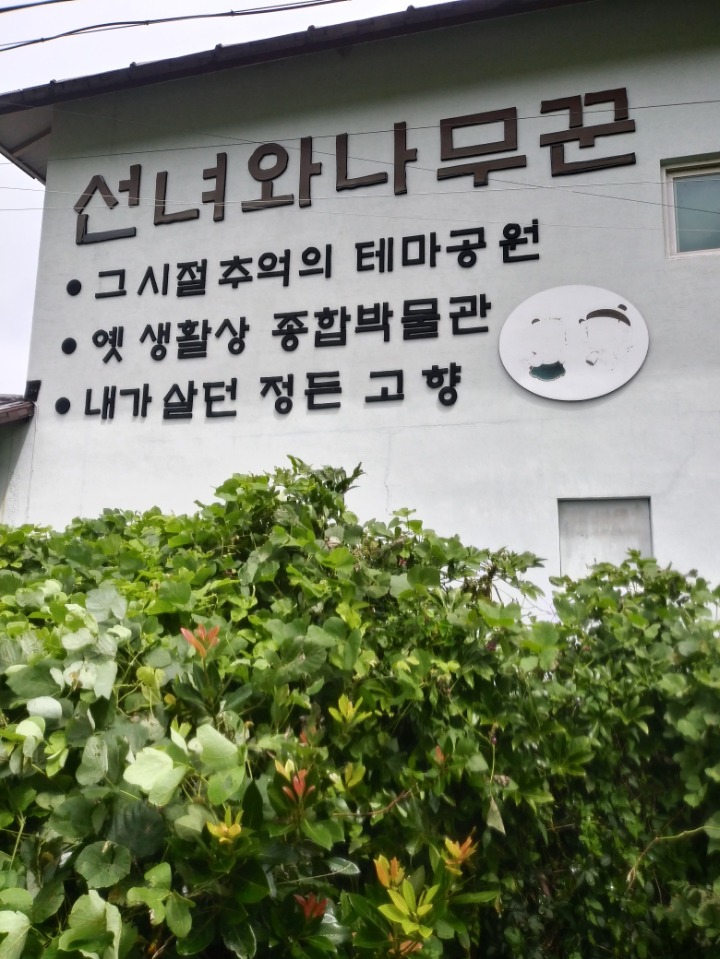 선녀와나무꾼
• 그시절추억의 테마공원
• 옛 생활상 종합박물관
• 내가살던 정든 고향